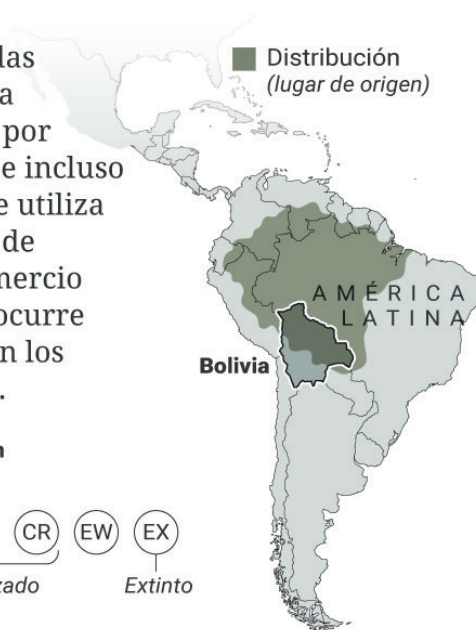 das
a
por
e incluso
e utiliza
de
mercio
ocurre
n los
.
n
CR EW EX
zado
Extinto
Distribución
(lugar de origen)
AMÉRICA
LATINA
Bolivia